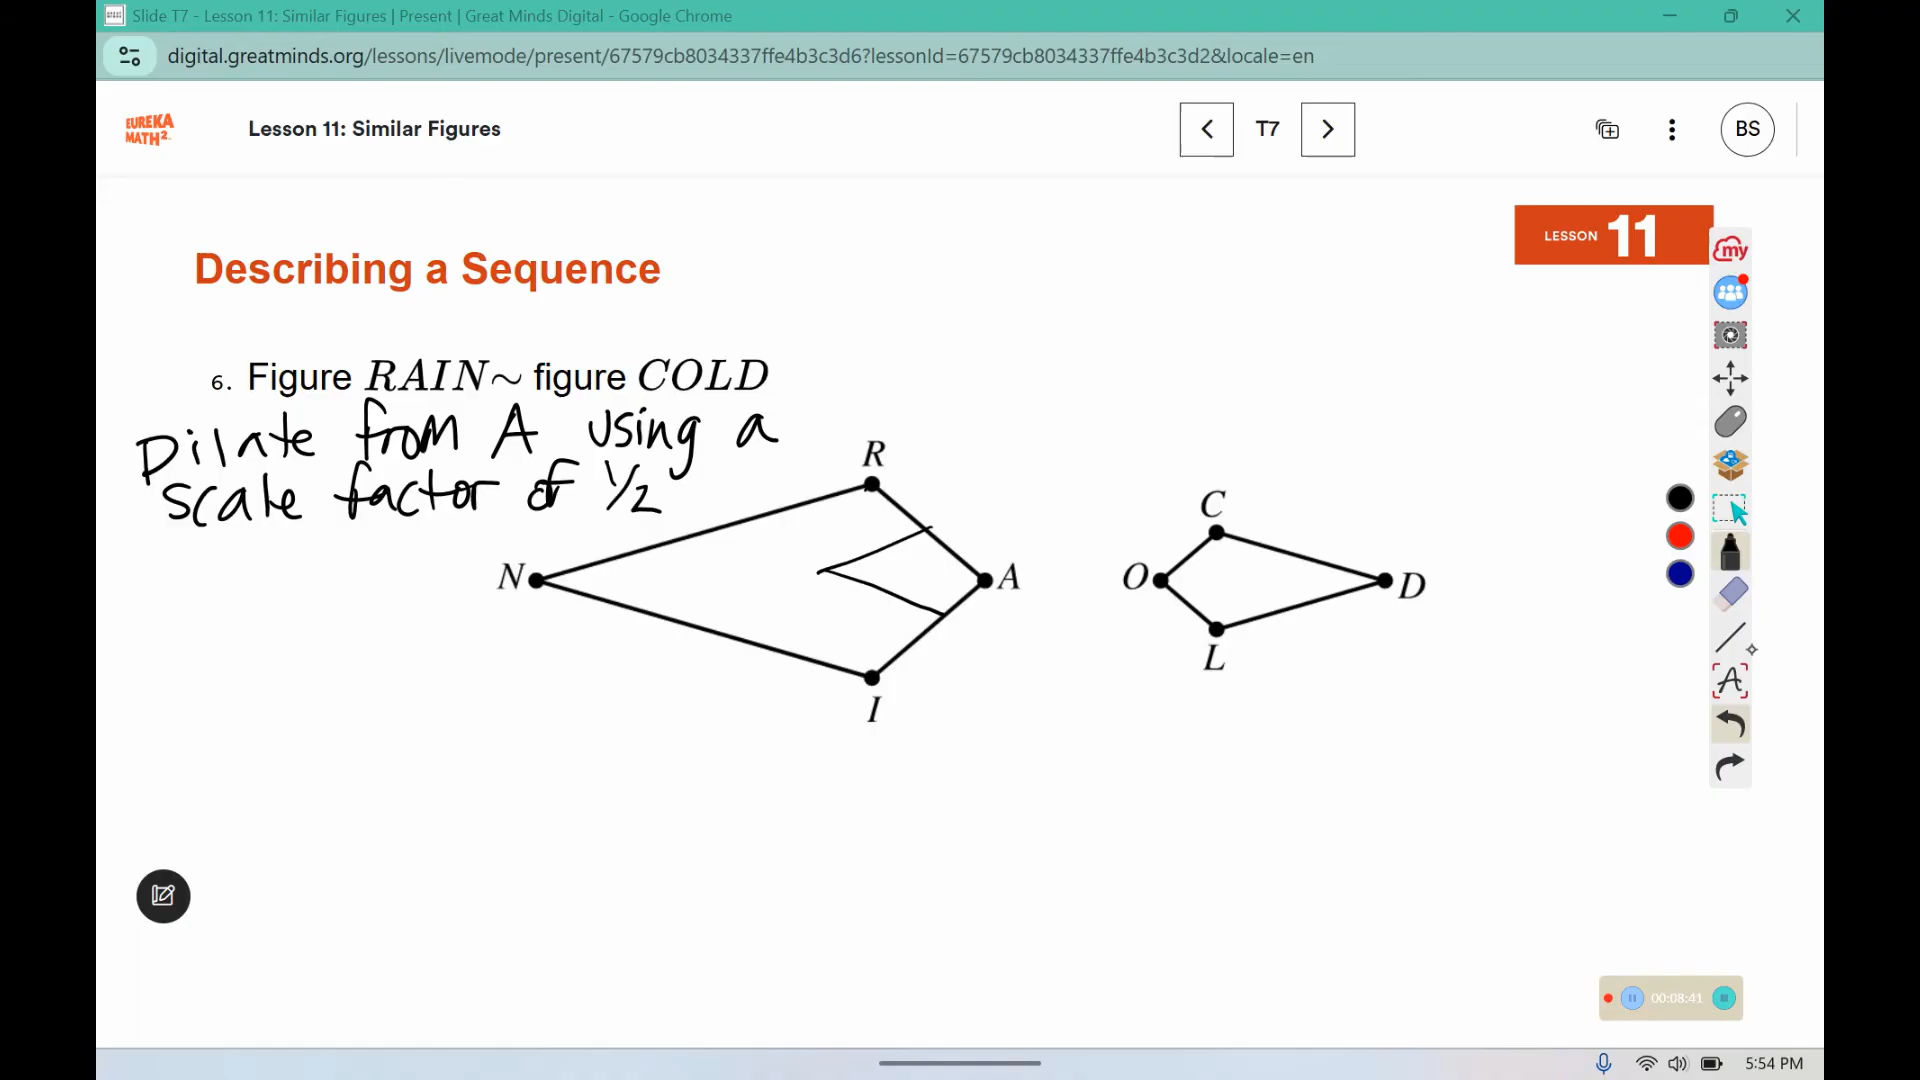 Slide T7 - Lesson 11: Similar Figures | Present | Great Minds Digital - Google Chrome
digital.greatminds.org/lessons/livemode/present/67579cb8034337ffe4b3c3d6?lessonId=67579cb8034337ffe4b3c3d2&locale=en
EUREKA
MATH²
Lesson 11: Similar Figures
T7
BS
LESSON 11
my
Describing a Sequence
6. Figure RAIN~ figure COLD
Dilate from A using a
scale factor of 1/2
R
C
N
A
O
D
L
I
A
00:08:41
5:54 PM